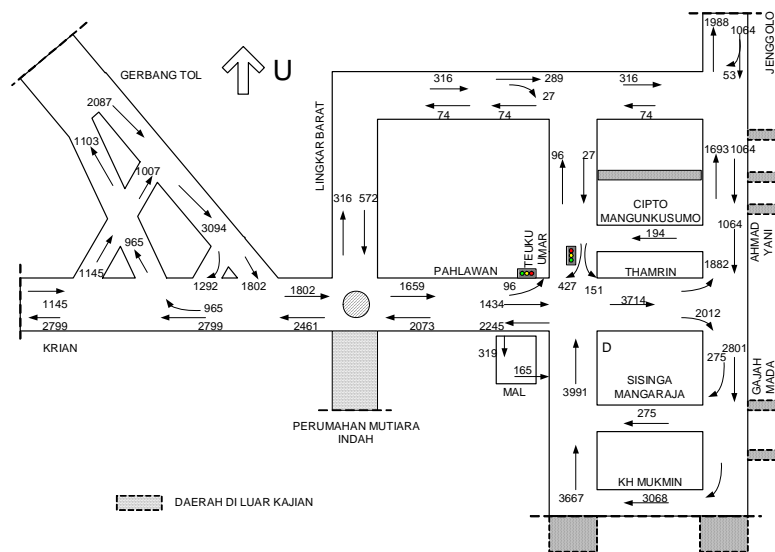 1988
1064
JENGGOLO
53
GERBANG TOL
U
316
289
316
27
74
74
74
2087
1103
1007
LINGKAR BARAT
96
27
1693
1064
CIPTO
MANGUNKUSUMO
316
572
3094
965
194
1064
AHMAD
YANI
TEUKU
UMAR
PAHLAWAN
THAMRIN
1145
1292
1802
1802
1659
96
427
151
1882
1145
965
1434
3714
2012
2799
2799
2461
2073
2245
KRIAN
319
165
MAL
D
3991
SISINGA
MANGARAJA
275
2801
GAJAH
MADA
275
PERUMAHAN MUTIARA
INDAH
KH MUKMIN
3667
3068
DAERAH DI LUAR KAJIAN